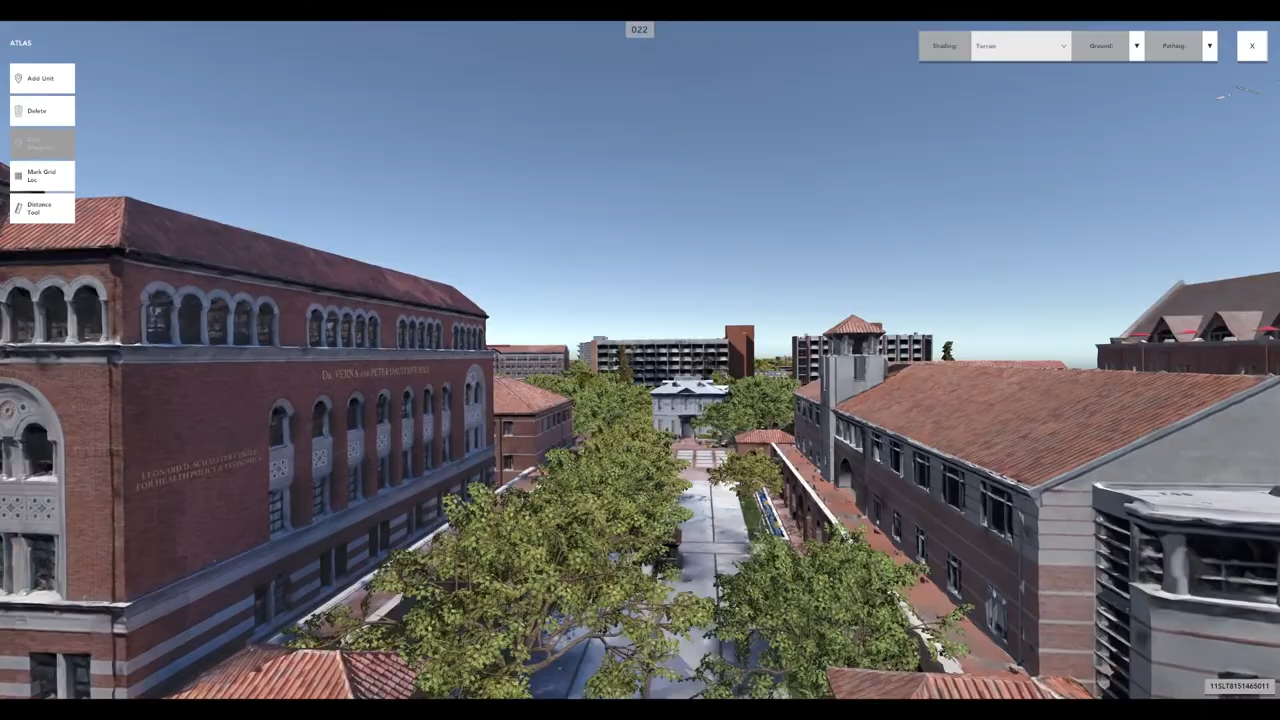 022
ATLAS
Shading:
Terrain
Ground:
Pathing:
X
Add Unit
Delete
Add
Mark Grid
Loc
Distance
Tool
DR. VERNA AND PETER DAUTERIVE HALL
LEONARD D. SCHAEFFER CENTER
FOR HEALTH POLICY & ECONOMICS
11SLT8151465011